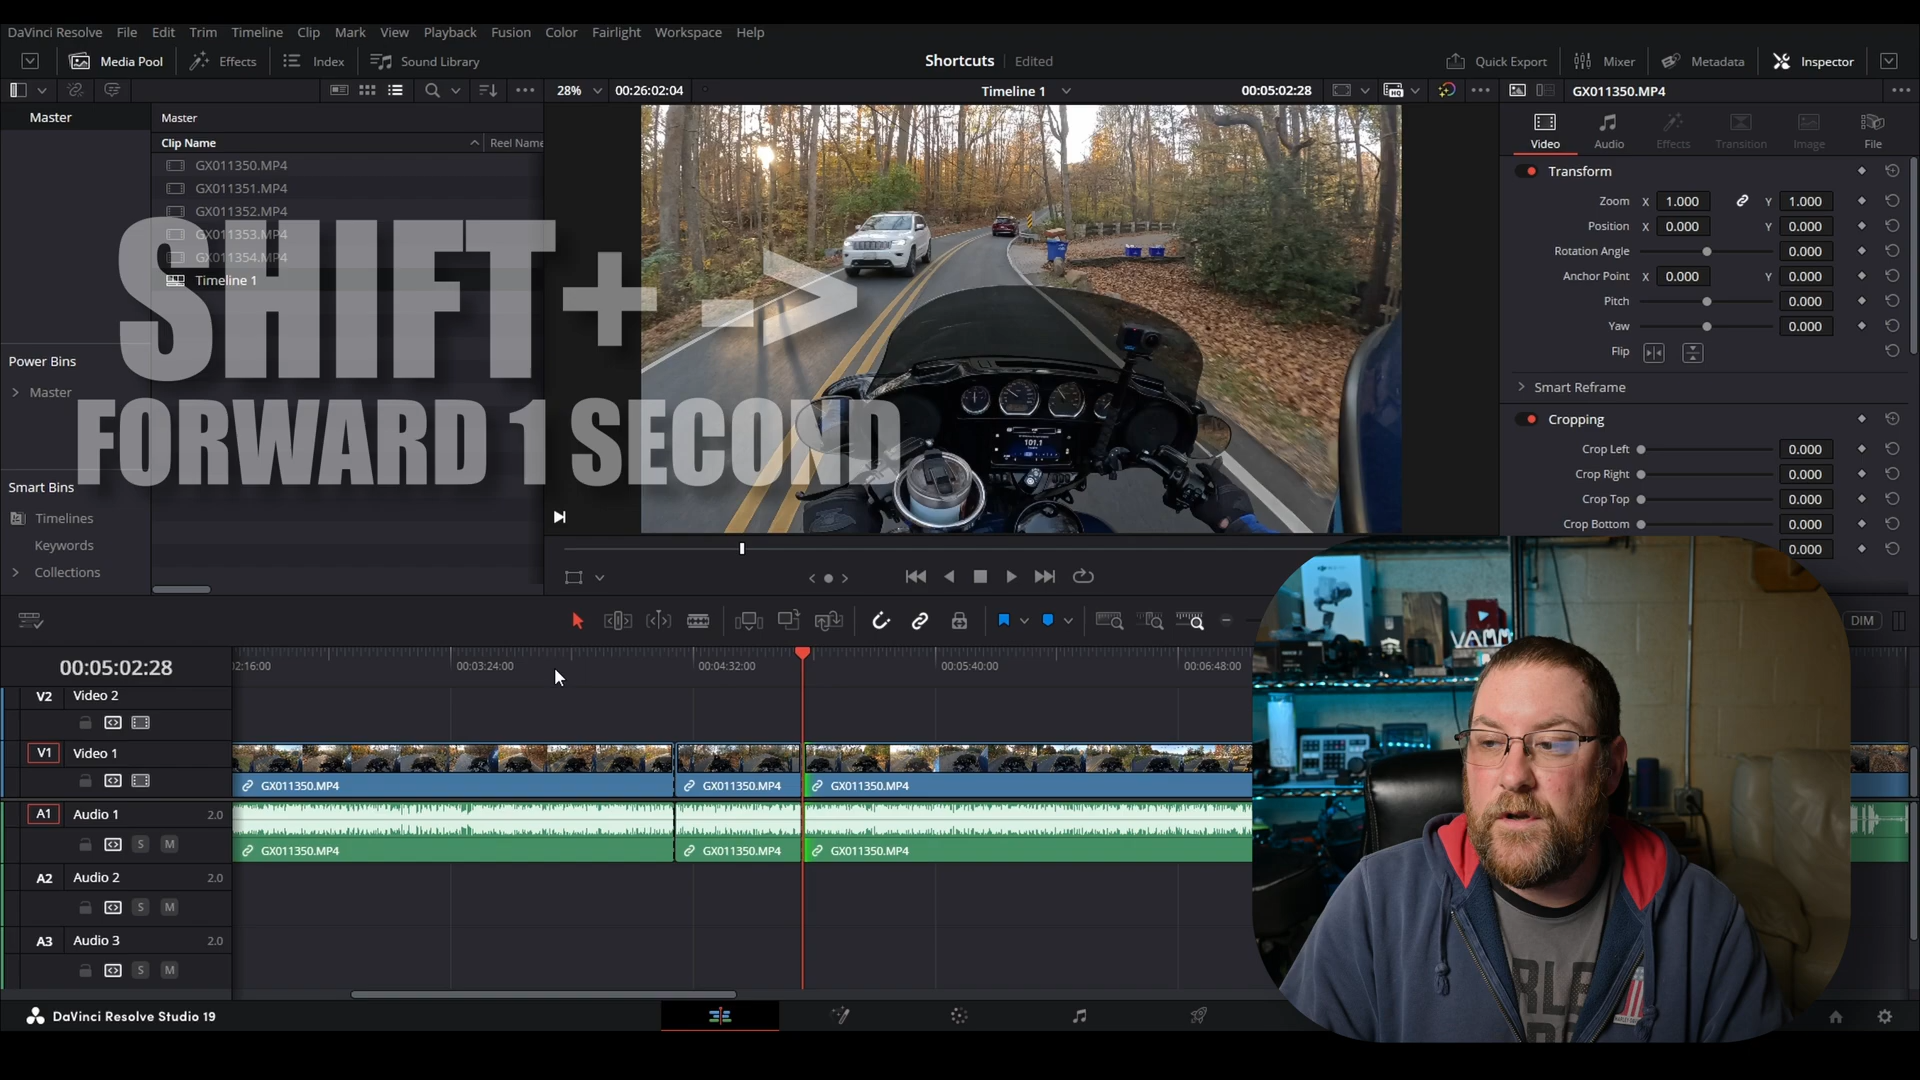 DaVinci Resolve File Edit Trim Timeline Clip Mark View Playback Fusion Color Fairlight Workspace Help
Media Pool Effects Index Sound Library Shortcuts Edited Quick Export Mixer Metadata Inspector
28% 00:26:02:04 Timeline 1 00:05:02:28 GX011350.MP4
Master
Master
Clip Name Reel Name
GX011350.MP4
GX011351.MP4
GX011352.MP4
GX011353.MP4
GX011354.MP4
Timeline 1
SHIFT+ ->
FORWARD 1 SECOND
Power Bins
Master
Smart Bins
Timelines
Keywords
Collections
Video Audio Effects Transition Image File
Transform
Zoom X 1.000 Y 1.000
Position X 0.000 Y 0.000
Rotation Angle 0.000
Anchor Point X 0.000 Y 0.000
Pitch 0.000
Yaw 0.000
Flip
Smart Reframe
Cropping
Crop Left 0.000
Crop Right 0.000
Crop Top 0.000
Crop Bottom 0.000
0.000
101.1
DIM
00:05:02:28
00:03:24:00 00:04:32:00 00:05:40:00 00:06:48:00
V2 Video 2
V1 Video 1
GX011350.MP4 GX011350.MP4 GX011350.MP4
A1 Audio 1 2.0
S M
GX011350.MP4 GX011350.MP4 GX011350.MP4
A2 Audio 2 2.0
S M
A3 Audio 3 2.0
S M
DaVinci Resolve Studio 19